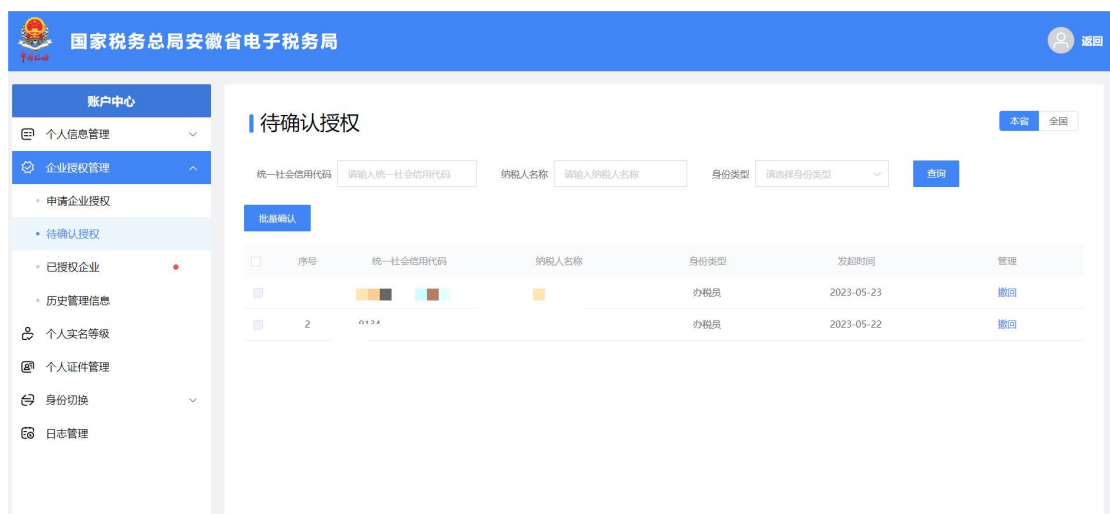 国家税务总局安徽省电子税务局
返回
账户中心
个人信息管理
企业授权管理
申请企业授权
待确认授权
已授权企业
历史管理信息
个人实名等级
个人证件管理
身份切换
日志管理
待确认授权
本省 全国
统一社会信用代码 请输入统一社会信用代码 纳税人名称 请输入纳税人名称 身份类型 请选择身份类型 查询
批量确认
序号 统一社会信用代码 纳税人名称 身份类型 发起时间 管理
办税员 2023-05-23 撤回
2 办税员 2023-05-22 撤回